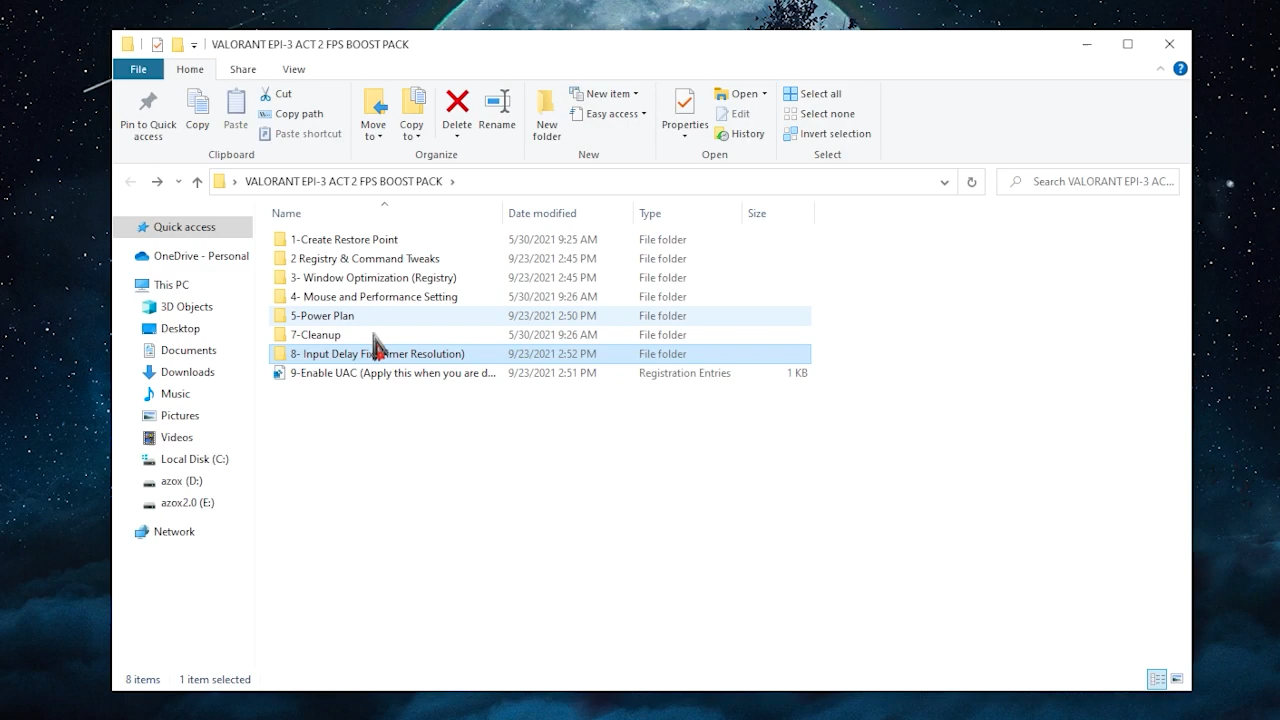 VALORANT EPI-3 ACT 2 FPS BOOST PACK
File Home Share View
Pin to Quick access
Copy
Paste
Cut
Copy path
Paste shortcut
Clipboard
Move to
Copy to
Delete
Rename
Organize
New folder
New item
Easy access
New
Properties
Open
Edit
History
Open
Select all
Select none
Invert selection
Select
VALORANT EPI-3 ACT 2 FPS BOOST PACK
Search VALORANT EPI-3 AC...
Quick access
OneDrive - Personal
This PC
3D Objects
Desktop
Documents
Downloads
Music
Pictures
Videos
Local Disk (C:)
azox (D:)
azox2.0 (E:)
Network
Name Date modified Type Size
1-Create Restore Point 5/30/2021 9:25 AM File folder
2 Registry & Command Tweaks 9/23/2021 2:45 PM File folder
3- Window Optimization (Registry) 9/23/2021 2:45 PM File folder
4- Mouse and Performance Setting 5/30/2021 9:26 AM File folder
5-Power Plan 9/23/2021 2:50 PM File folder
7-Cleanup 5/30/2021 9:26 AM File folder
8- Input Delay Resolution) 9/23/2021 2:52 PM File folder
9-Enable UAC (Apply this when you are d... 9/23/2021 2:51 PM Registration Entries 1 KB
8 items 1 item selected